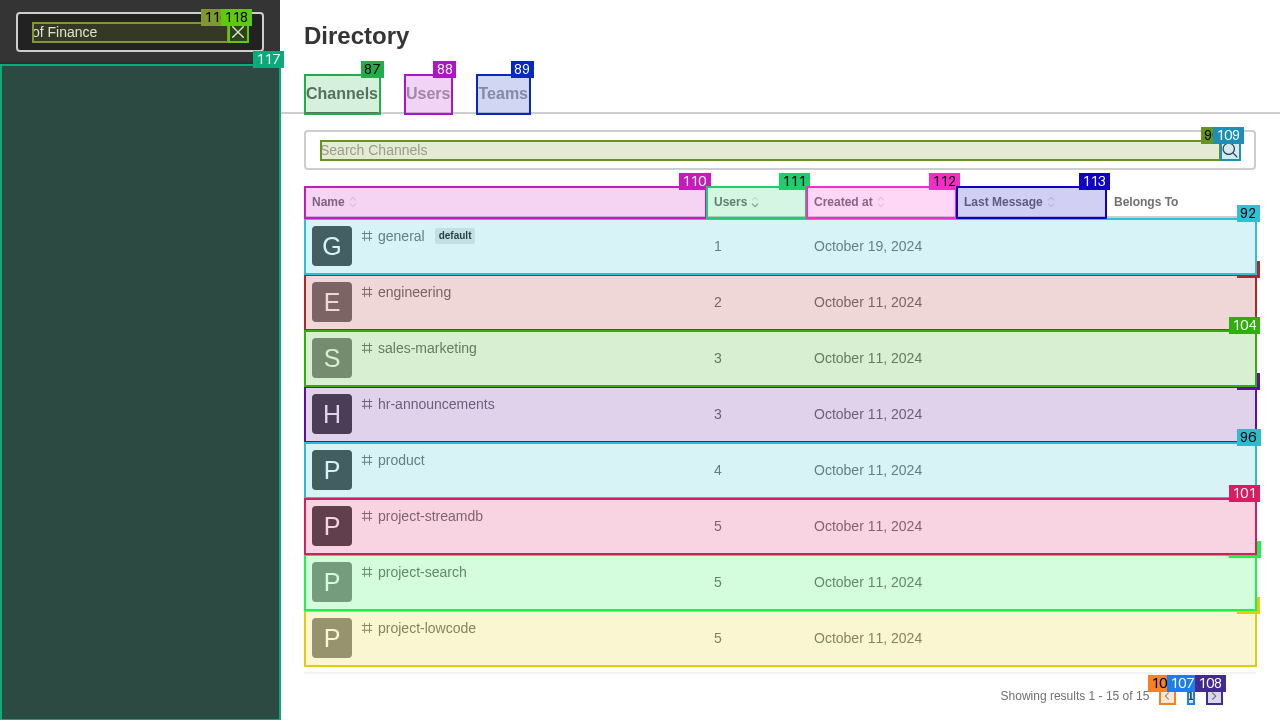 of Finance
11
118
117
Directory
87
88
89
Channels
Users
Teams
9
109
Search Channels
110
111
112
113
Name
Users
Created at
Last Message
Belongs To
92
G
general
default
1
October 19, 2024
E
engineering
2
October 11, 2024
104
S
sales-marketing
3
October 11, 2024
H
hr-announcements
3
October 11, 2024
96
P
product
4
October 11, 2024
101
P
project-streamdb
5
October 11, 2024
P
project-search
5
October 11, 2024
P
project-lowcode
5
October 11, 2024
10
107
108
Showing results 1 - 15 of 15
1